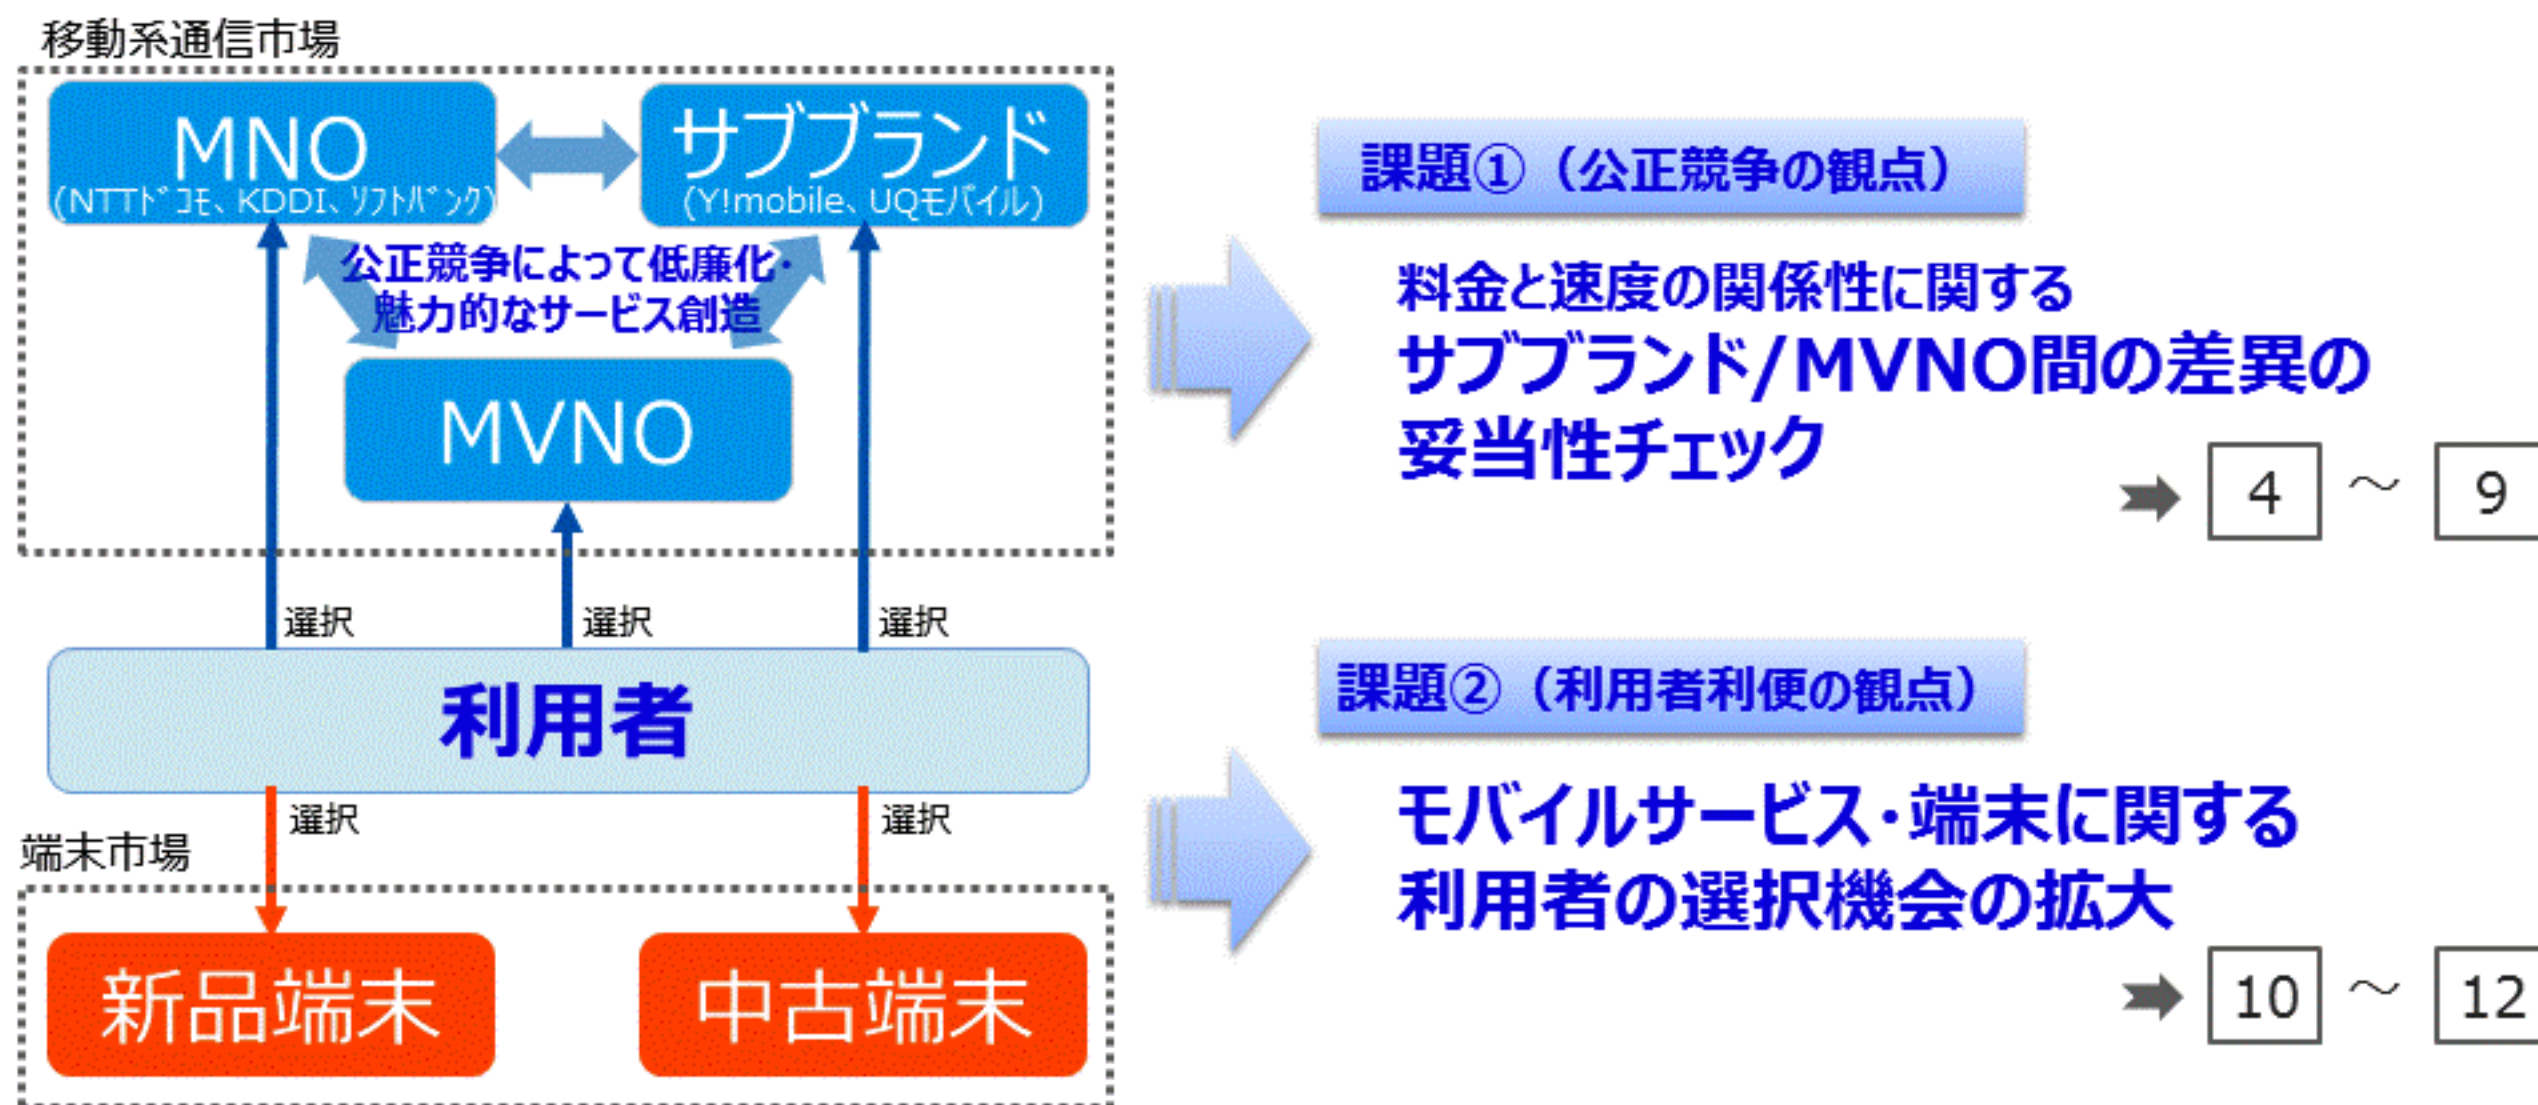 移動系通信市場
MNO
(NTTﾄﾞｺﾓ、KDDI、ｿﾌﾄﾊﾞﾝｸ)
サブブランド
(Y!mobile、UQモバイル)
公正競争によって低廉化・
魅力的なサービス創造
MVNO
選択
選択
選択
利用者
選択
選択
端末市場
新品端末
中古端末
課題①（公正競争の観点）
料金と速度の関係性に関する
サブブランド/MVNO間の差異の
妥当性チェック
4 ～ 9
課題②（利用者利便の観点）
モバイルサービス・端末に関する
利用者の選択機会の拡大
10 ～ 12